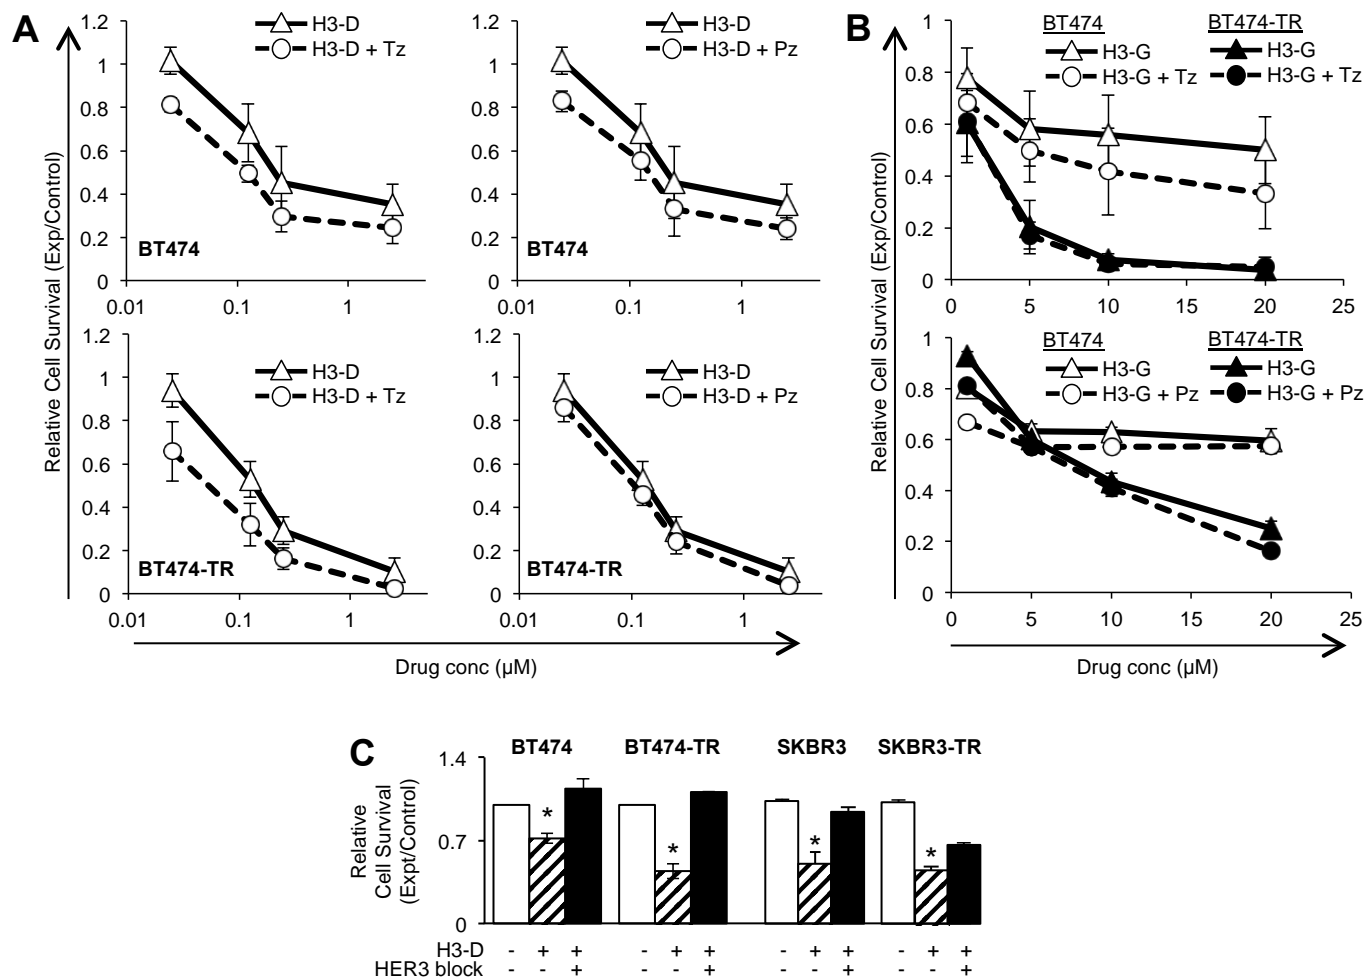 A
Relative Cell Survival (Exp/Control)
1.2
1
0.8
0.6
0.4
0.2
0
H3-D
H3-D + Tz
BT474
0.01
0.1
1
1.2
1
0.8
0.6
0.4
0.2
0
H3-D
H3-D + Pz
BT474
0.01
0.1
1
1.2
1
0.8
0.6
0.4
0.2
0
H3-D
H3-D + Tz
BT474-TR
0.01
0.1
1
1.2
1
0.8
0.6
0.4
0.2
0
H3-D
H3-D + Pz
BT474-TR
0.01
0.1
1
Drug conc (µM)
B
Relative Cell Survival (Exp/Control)
1
0.8
0.6
0.4
0.2
0
BT474 BT474-TR
H3-G H3-G
H3-G + Tz H3-G + Tz
0 5 10 15 20 25
1
0.8
0.6
0.4
0.2
0
BT474 BT474-TR
H3-G H3-G
H3-G + Pz H3-G + Pz
0 5 10 15 20 25
Drug conc (µM)
C
Relative
Cell Survival
(Expt/Control)
1.4
0.7
0
BT474 BT474-TR SKBR3 SKBR3-TR
* * * *
H3-D - + + - + + - + + - + +
HER3 block - - + - - + - - + - - +